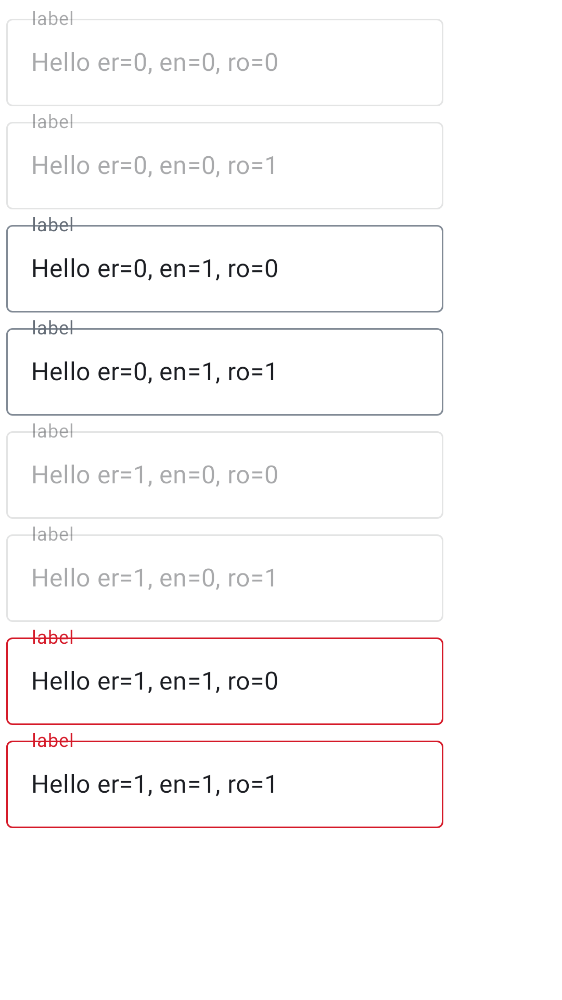 label
Hello er=0, en=0, ro=0
label
Hello er=0, en=0, ro=1
label
Hello er=0, en=1, ro=0
label
Hello er=0, en=1, ro=1
label
Hello er=1, en=0, ro=0
label
Hello er=1, en=0, ro=1
label
Hello er=1, en=1, ro=0
label
Hello er=1, en=1, ro=1